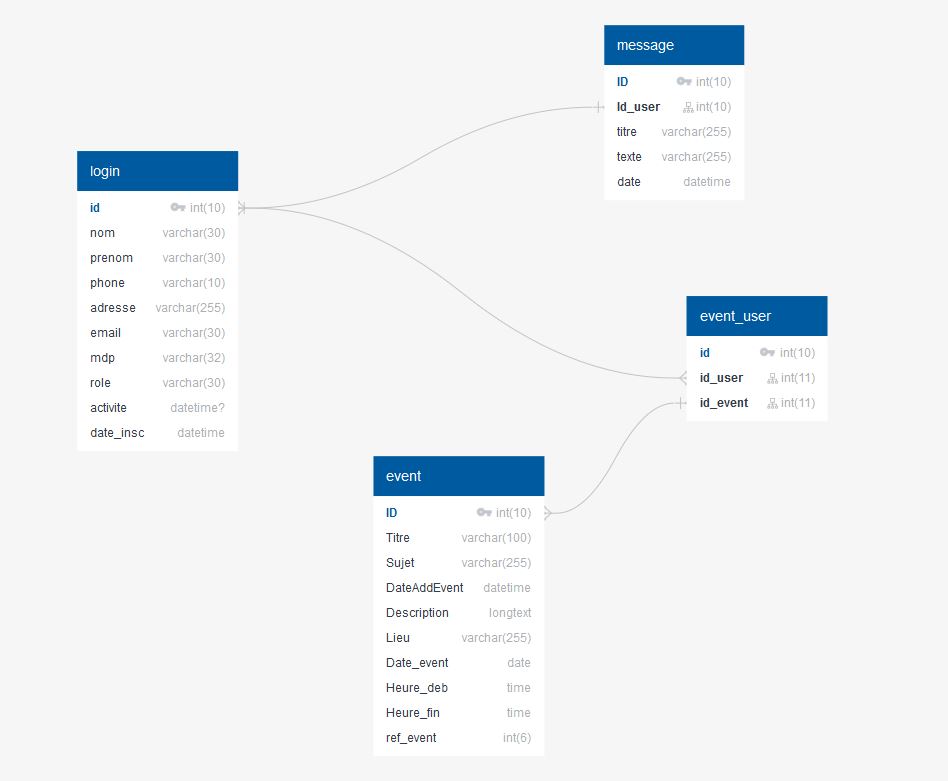 message
ID int(10)
Id_user int(10)
titre varchar(255)
texte varchar(255)
date datetime
login
id int(10)
nom varchar(30)
prenom varchar(30)
phone varchar(10)
adresse varchar(255)
email varchar(30)
mdp varchar(32)
role varchar(30)
activite datetime?
date_insc datetime
event_user
id int(10)
id_user int(11)
id_event int(11)
event
ID int(10)
Titre varchar(100)
Sujet varchar(255)
DateAddEvent datetime
Description longtext
Lieu varchar(255)
Date_event date
Heure_deb time
Heure_fin time
ref_event int(6)